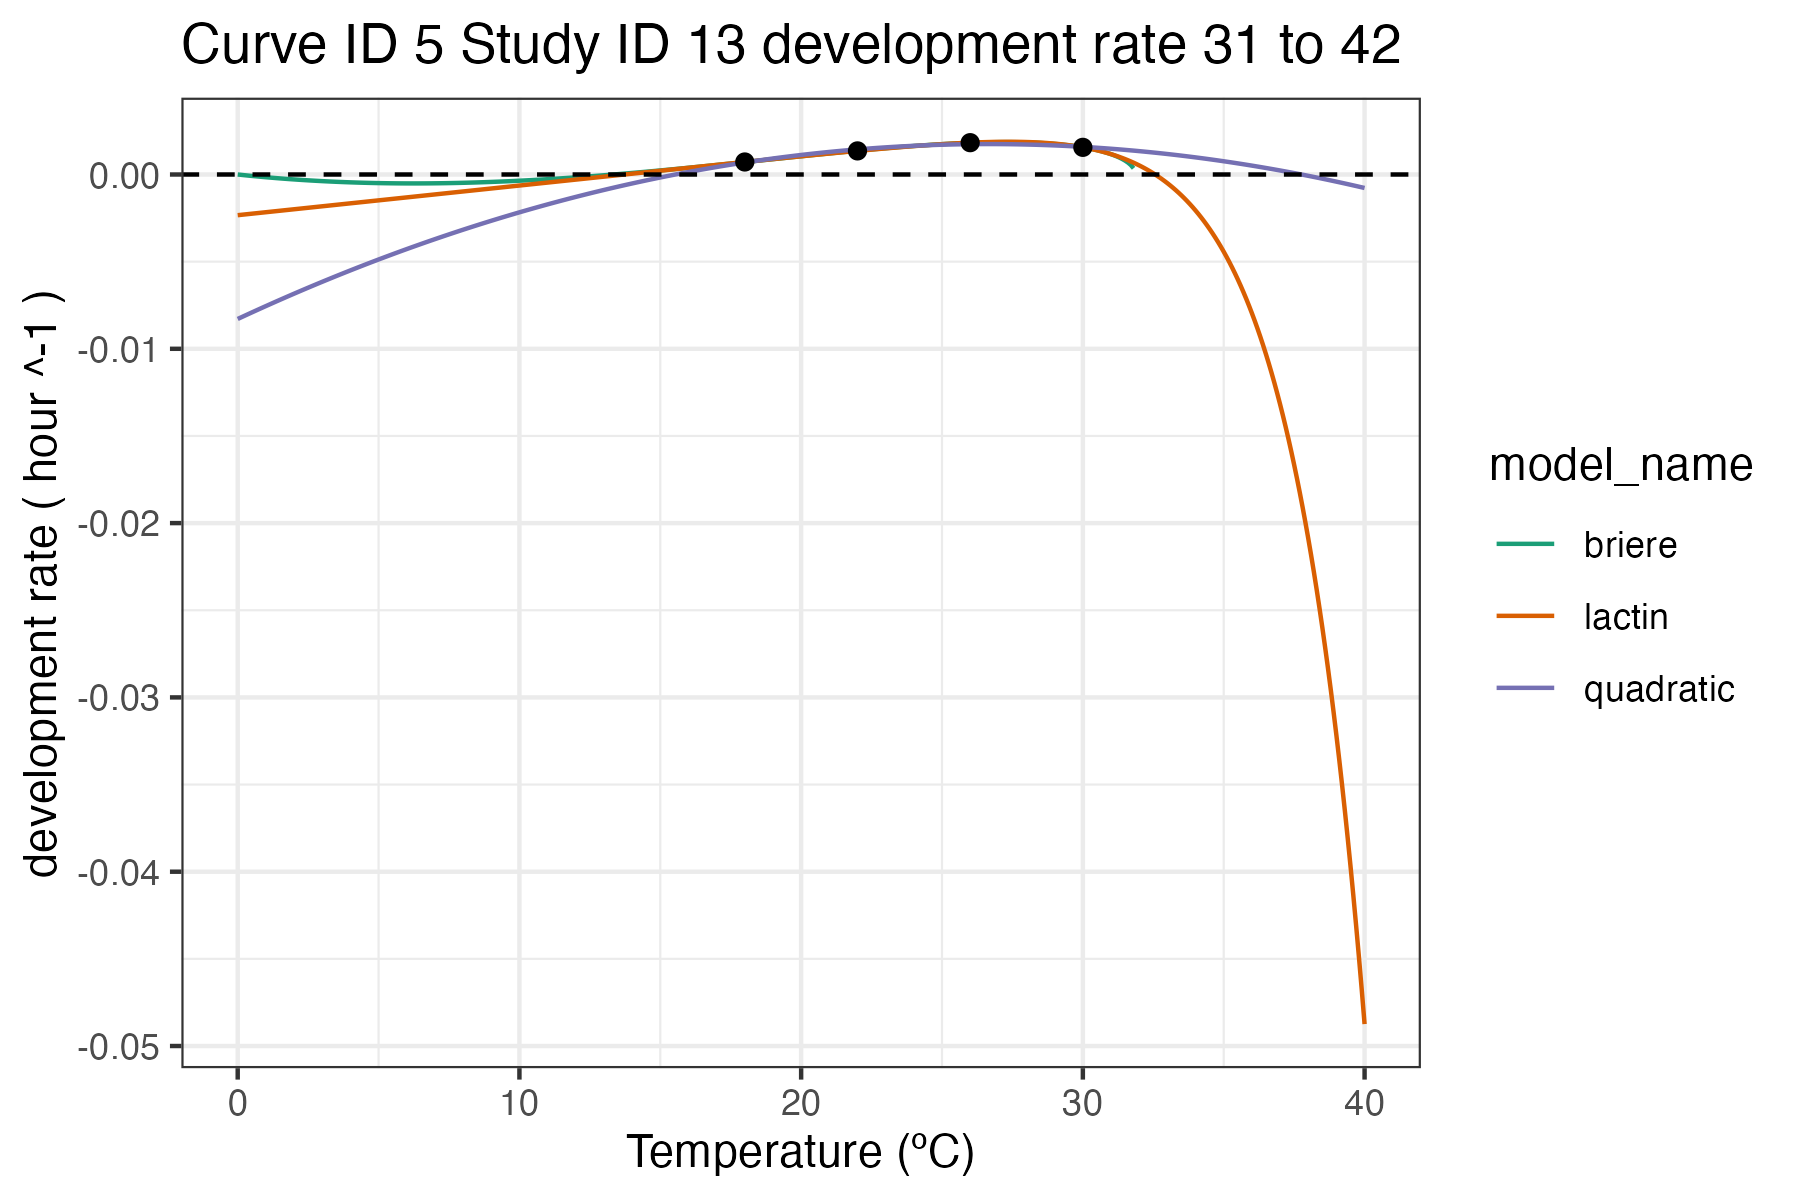 Curve ID 5 Study ID 13 development rate 31 to 42
development rate ( hour ^-1 )
0.00
-0.01
-0.02
-0.03
-0.04
-0.05
0 10 20 30 40
Temperature (ºC)
model_name
briere
lactin
quadratic